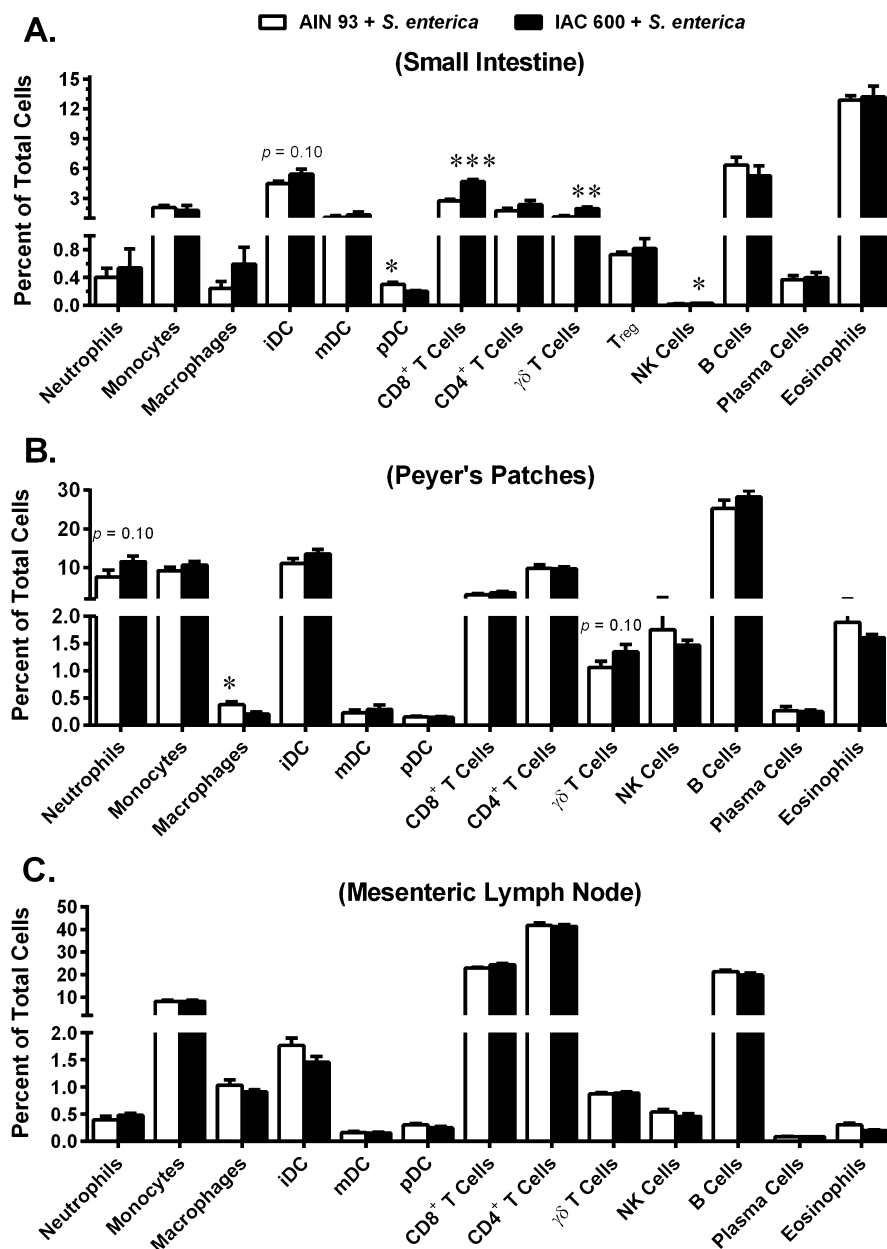 AIN 93 + S. enterica IAC 600 + S. enterica
A.
(Small Intestine)
Percent of Total Cells
15
12
9
6
3
0.8
0.4
0.0
p = 0.10
***
**
*
*
Neutrophils
Monocytes
Macrophages
iDC
mDC
pDC
CD8+ T Cells
CD4+ T Cells
γδ T Cells
Treg
NK Cells
B Cells
Plasma Cells
Eosinophils
B.
(Peyer's Patches)
Percent of Total Cells
30
20
10
2.0
1.5
1.0
0.5
0.0
p = 0.10
*
p = 0.10
Neutrophils
Monocytes
Macrophages
iDC
mDC
pDC
CD8+ T Cells
CD4+ T Cells
γδ T Cells
NK Cells
B Cells
Plasma Cells
Eosinophils
C.
(Mesenteric Lymph Node)
Percent of Total Cells
50
40
30
20
10
2.0
1.5
1.0
0.5
0.0
Neutrophils
Monocytes
Macrophages
iDC
mDC
pDC
CD8+ T Cells
CD4+ T Cells
γδ T Cells
NK Cells
B Cells
Plasma Cells
Eosinophils